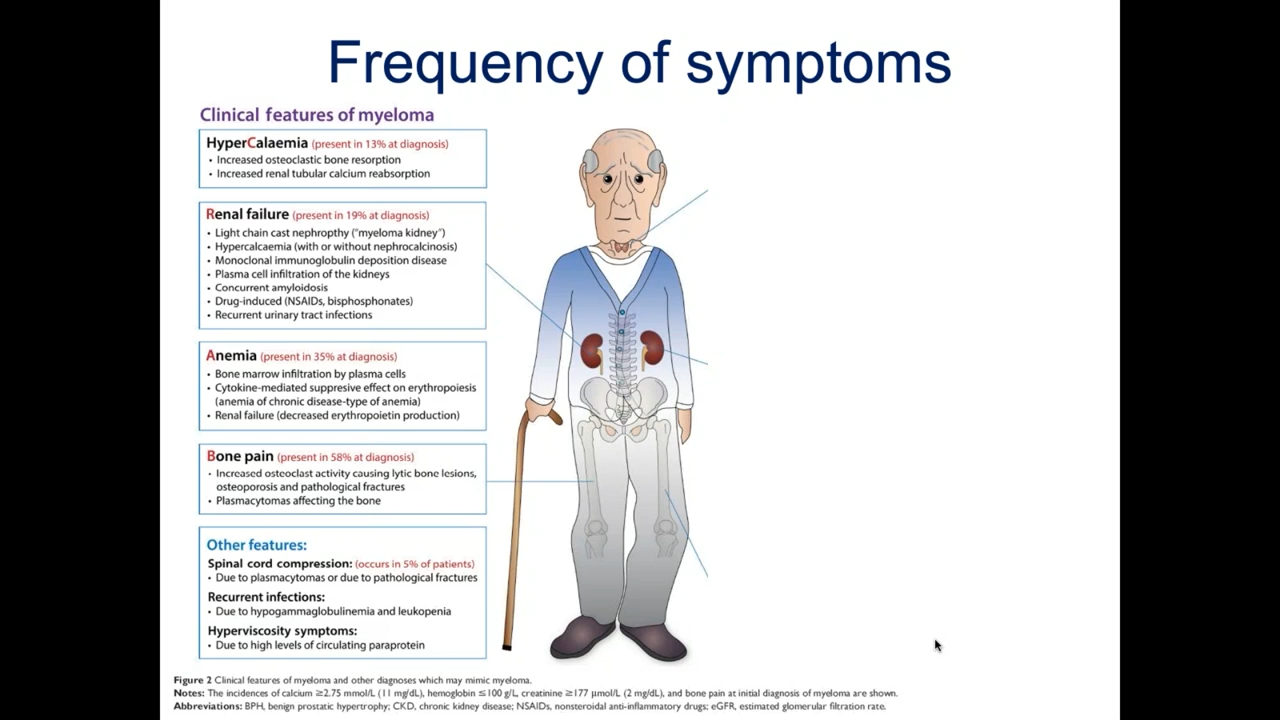 Frequency of symptoms
Clinical features of myeloma
HyperCalaemia (present in 13% at diagnosis)
• Increased osteoclastic bone resorption
• Increased renal tubular calcium reabsorption
Renal failure (present in 19% at diagnosis)
• Light chain cast nephropthy ("myeloma kidney")
• Hypercalcaemia (with or without nephrocalcinosis)
• Monoclonal immunoglobulin deposition disease
• Plasma cell infiltration of the kidneys
• Concurrent amyloidosis
• Drug-induced (NSAIDs, bisphosphonates)
• Recurrent urinary tract infections
Anemia (present in 35% at diagnosis)
• Bone marrow infiltration by plasma cells
• Cytokine-mediated suppresive effect on erythropoiesis
(anemia of chronic disease-type of anemia)
• Renal failure (decreased erythropoietin production)
Bone pain (present in 58% at diagnosis)
• Increased osteoclast activity causing lytic bone lesions,
osteoporosis and pathological fractures
• Plasmacytomas affecting the bone
Other features:
Spinal cord compression: (occurs in 5% of patients)
• Due to plasmacytomas or due to pathological fractures
Recurrent infections:
• Due to hypogammaglobulinemia and leukopenia
Hyperviscosity symptoms:
• Due to high levels of circulating paraprotein
Figure 2 Clinical features of myeloma and other diagnoses which may mimic myeloma.
Notes: The incidences of calcium ≥2.75 mmol/L (11 mg/dL), hemoglobin ≤100 g/L, creatinine ≥177 μmol/L (2 mg/dL), and bone pain at initial diagnosis of myeloma are shown.
Abbreviations: BPH, benign prostatic hypertrophy; CKD, chronic kidney disease; NSAIDs, nonsteroidal anti-inflammatory drugs; eGFR, estimated glomerular filtration rate.